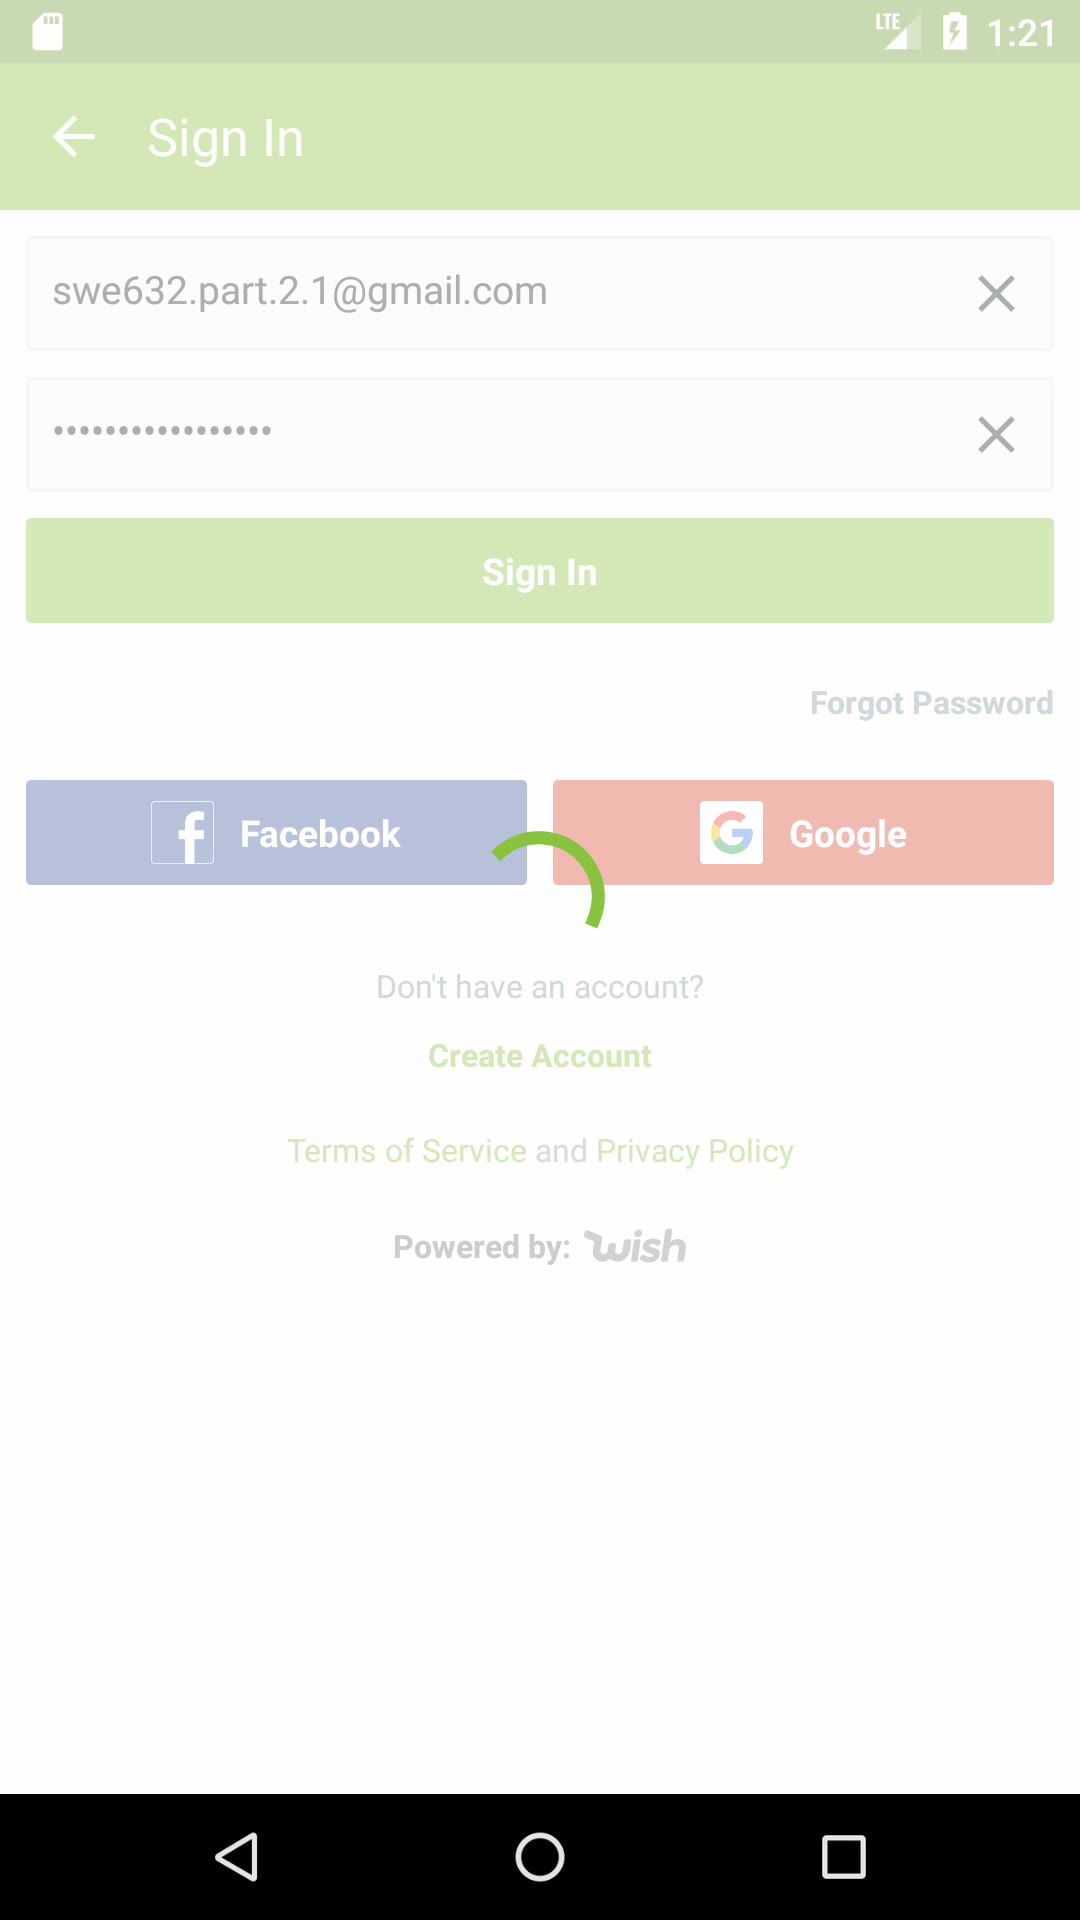 LTE 1:21
Sign In
swe632.part.2.1@gmail.com
•••••••••••••••••
Sign In
Forgot Password
Facebook
Google
Don't have an account?
Create Account
Terms of Service and Privacy Policy
Powered by: wish